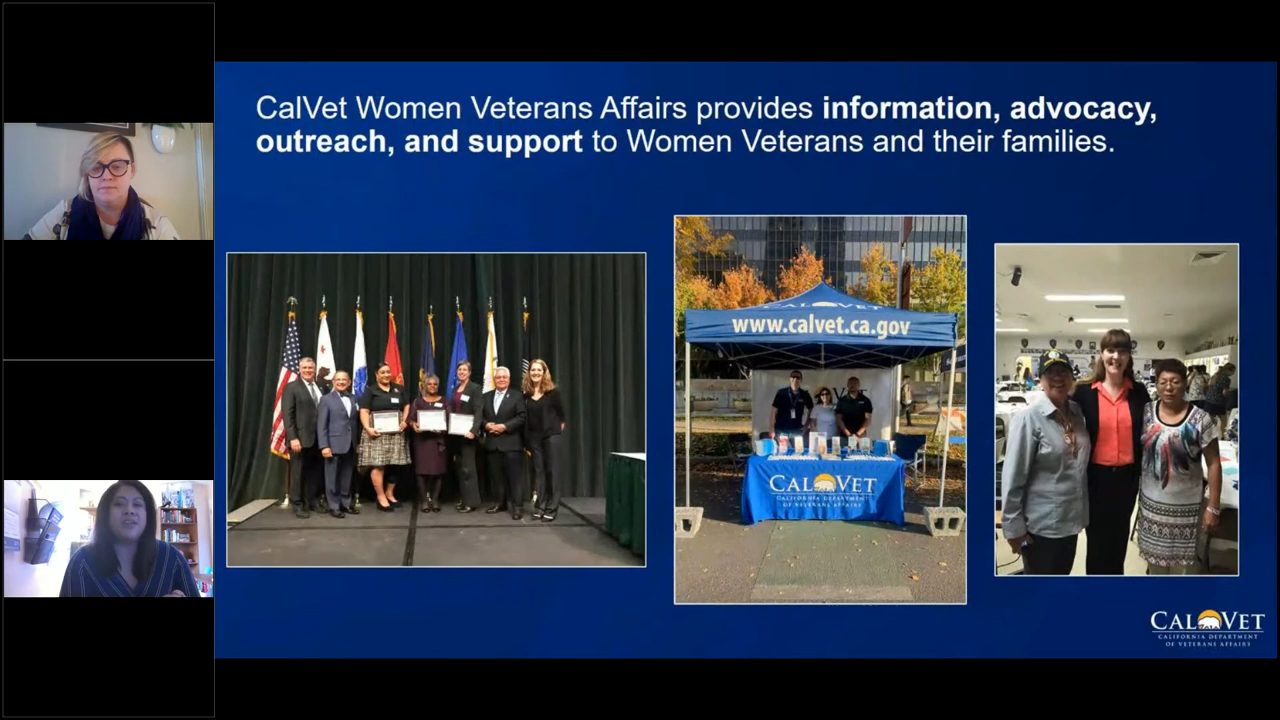 CalVet Women Veterans Affairs provides information, advocacy,
outreach, and support to Women Veterans and their families.
CALVET
www.calvet.ca.gov
CALVET
CALIFORNIA DEPARTMENT
OF VETERANS AFFAIRS
CALVET
CALIFORNIA DEPARTMENT
OF VETERANS AFFAIRS